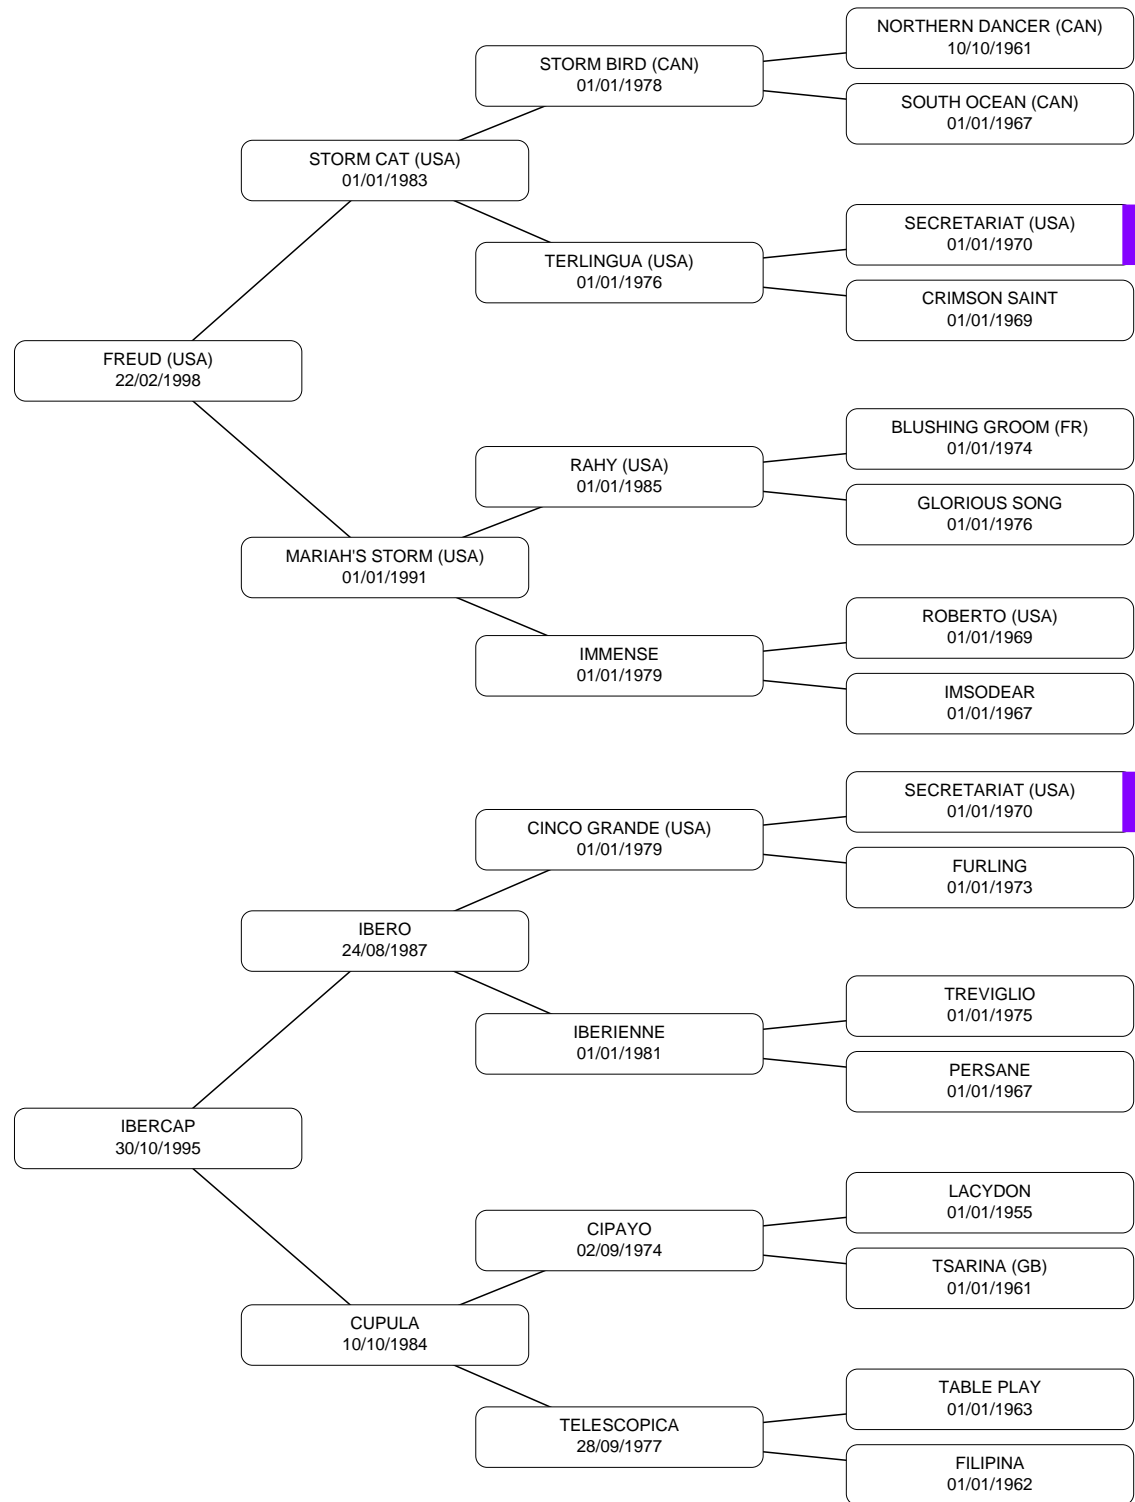 NORTHERN DANCER (CAN)
10/10/1961
STORM BIRD (CAN)
01/01/1978
SOUTH OCEAN (CAN)
01/01/1967
STORM CAT (USA)
01/01/1983
SECRETARIAT (USA)
01/01/1970
TERLINGUA (USA)
01/01/1976
CRIMSON SAINT
01/01/1969
FREUD (USA)
22/02/1998
BLUSHING GROOM (FR)
01/01/1974
RAHY (USA)
01/01/1985
GLORIOUS SONG
01/01/1976
MARIAH'S STORM (USA)
01/01/1991
ROBERTO (USA)
01/01/1969
IMMENSE
01/01/1979
IMSODEAR
01/01/1967
SECRETARIAT (USA)
01/01/1970
CINCO GRANDE (USA)
01/01/1979
FURLING
01/01/1973
IBERO
24/08/1987
TREVIGLIO
01/01/1975
IBERIENNE
01/01/1981
PERSANE
01/01/1967
IBERCAP
30/10/1995
LACYDON
01/01/1955
CIPAYO
02/09/1974
TSARINA (GB)
01/01/1961
CUPULA
10/10/1984
TABLE PLAY
01/01/1963
TELESCOPICA
28/09/1977
FILIPINA
01/01/1962